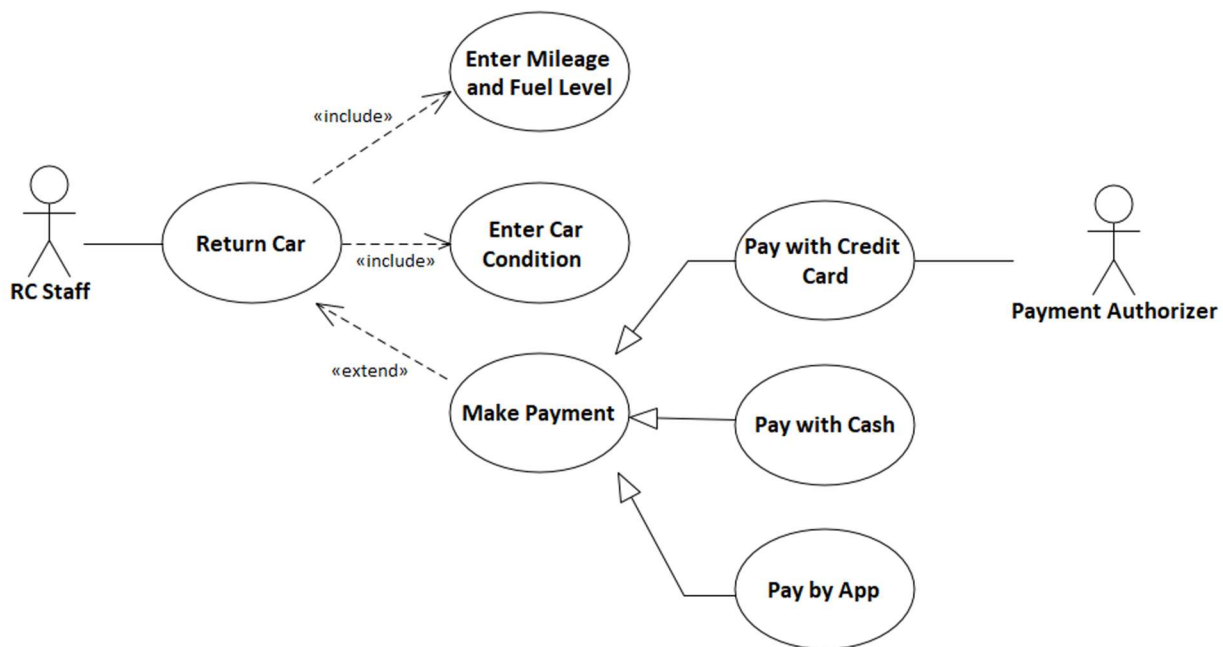 Enter Mileage
and Fuel Level
«include»
RC Staff
Return Car
Enter Car
Condition
«include»
Pay with Credit
Card
Payment Authorizer
«extend»
Make Payment
Pay with Cash
Pay by App